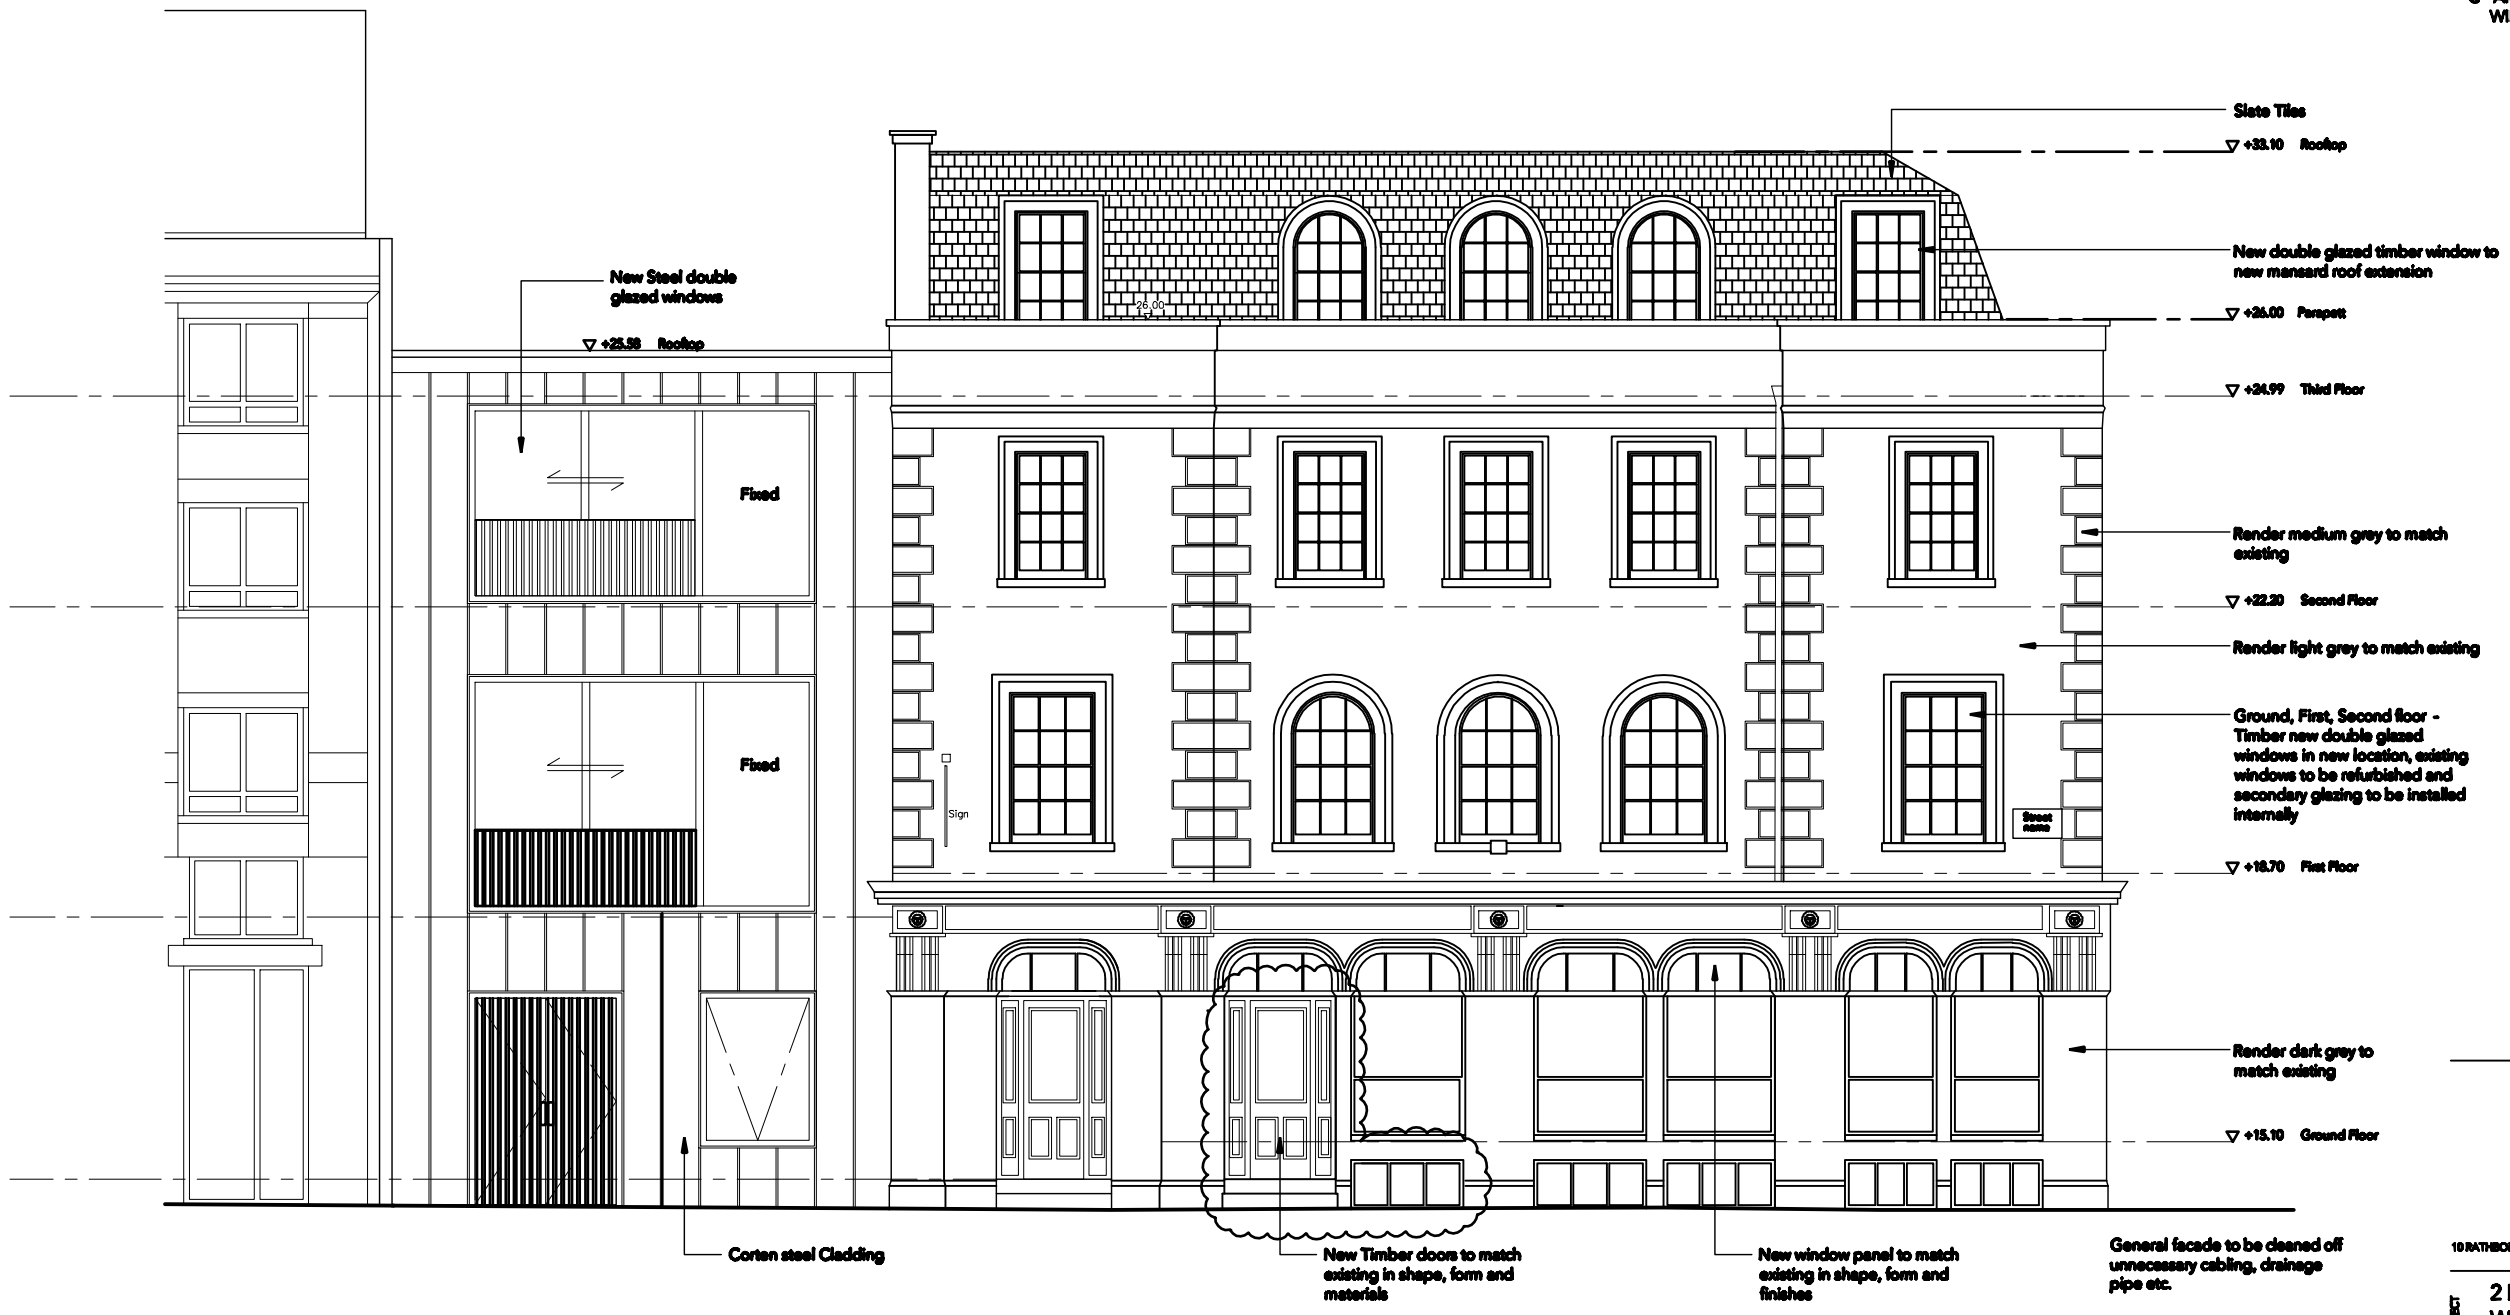 Slate Tiles
+33.10 Rooftop
New double glazed timber window to
new mansard roof extension
New Steel double
glazed windows
26.00
+26.00 Parapett
+25.58 Rooftop
+24.99 Third Floor
Fixed
Render medium grey to match
existing
+22.20 Second Floor
Render light grey to match existing
Ground, First, Second floor -
Timber new double glazed
windows in new location, existing
windows to be refurbished and
secondary glazing to be installed
internally
Fixed
Sign
Street
name
+18.70 First Floor
Render dark grey to
match existing
+15.10 Ground Floor
Corten steel Cladding
New Timber doors to match
existing in shape, form and
materials
New window panel to match
existing in shape, form and
finishes
General facade to be cleaned off
unnecessary cabling, drainage
pipe etc.